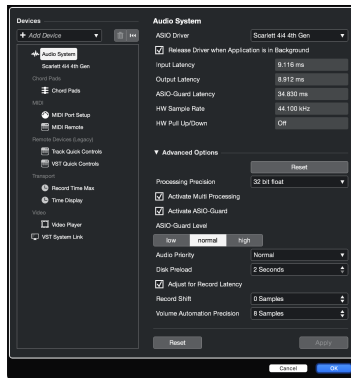 Devices
+ Add Device
Audio System
Scarlett 4i4 4th Gen
Chord Pads
Chord Pads
MIDI
MIDI Port Setup
MIDI Remote
Remote Devices (Legacy)
Track Quick Controls
VST Quick Controls
Transport
Record Time Max
Time Display
Video
Video Player
VST System Link
Audio System
ASIO Driver Scarlett 4i4 4th Gen
Release Driver when Application is in Background
Input Latency 9.116 ms
Output Latency 8.912 ms
ASIO-Guard Latency 34.830 ms
HW Sample Rate 44.100 kHz
HW Pull Up/Down Off
Advanced Options
Reset
Processing Precision 32 bit float
Activate Multi Processing
Activate ASIO-Guard
ASIO-Guard Level
low normal high
Audio Priority Normal
Disk Preload 2 Seconds
Adjust for Record Latency
Record Shift 0 Samples
Volume Automation Precision 8 Samples
Reset Apply
Cancel OK